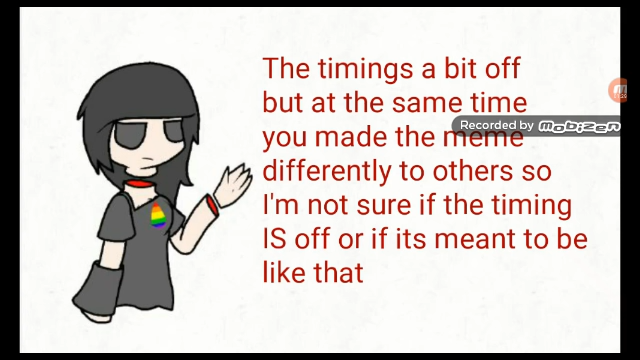 The timings a bit off
but at the same time
you made the meme
differently to others so
I'm not sure if the timing
IS off or if its meant to be
like that
Recorded by mobizen